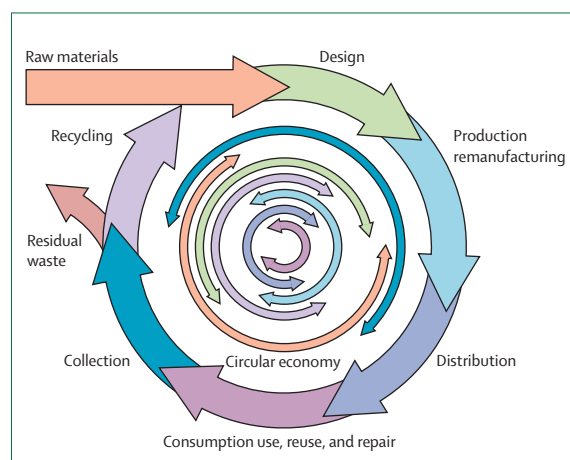 Raw materials
Design
Recycling
Production
remanufacturing
Residual
waste
Collection
Circular economy
Distribution
Consumption use, reuse, and repair